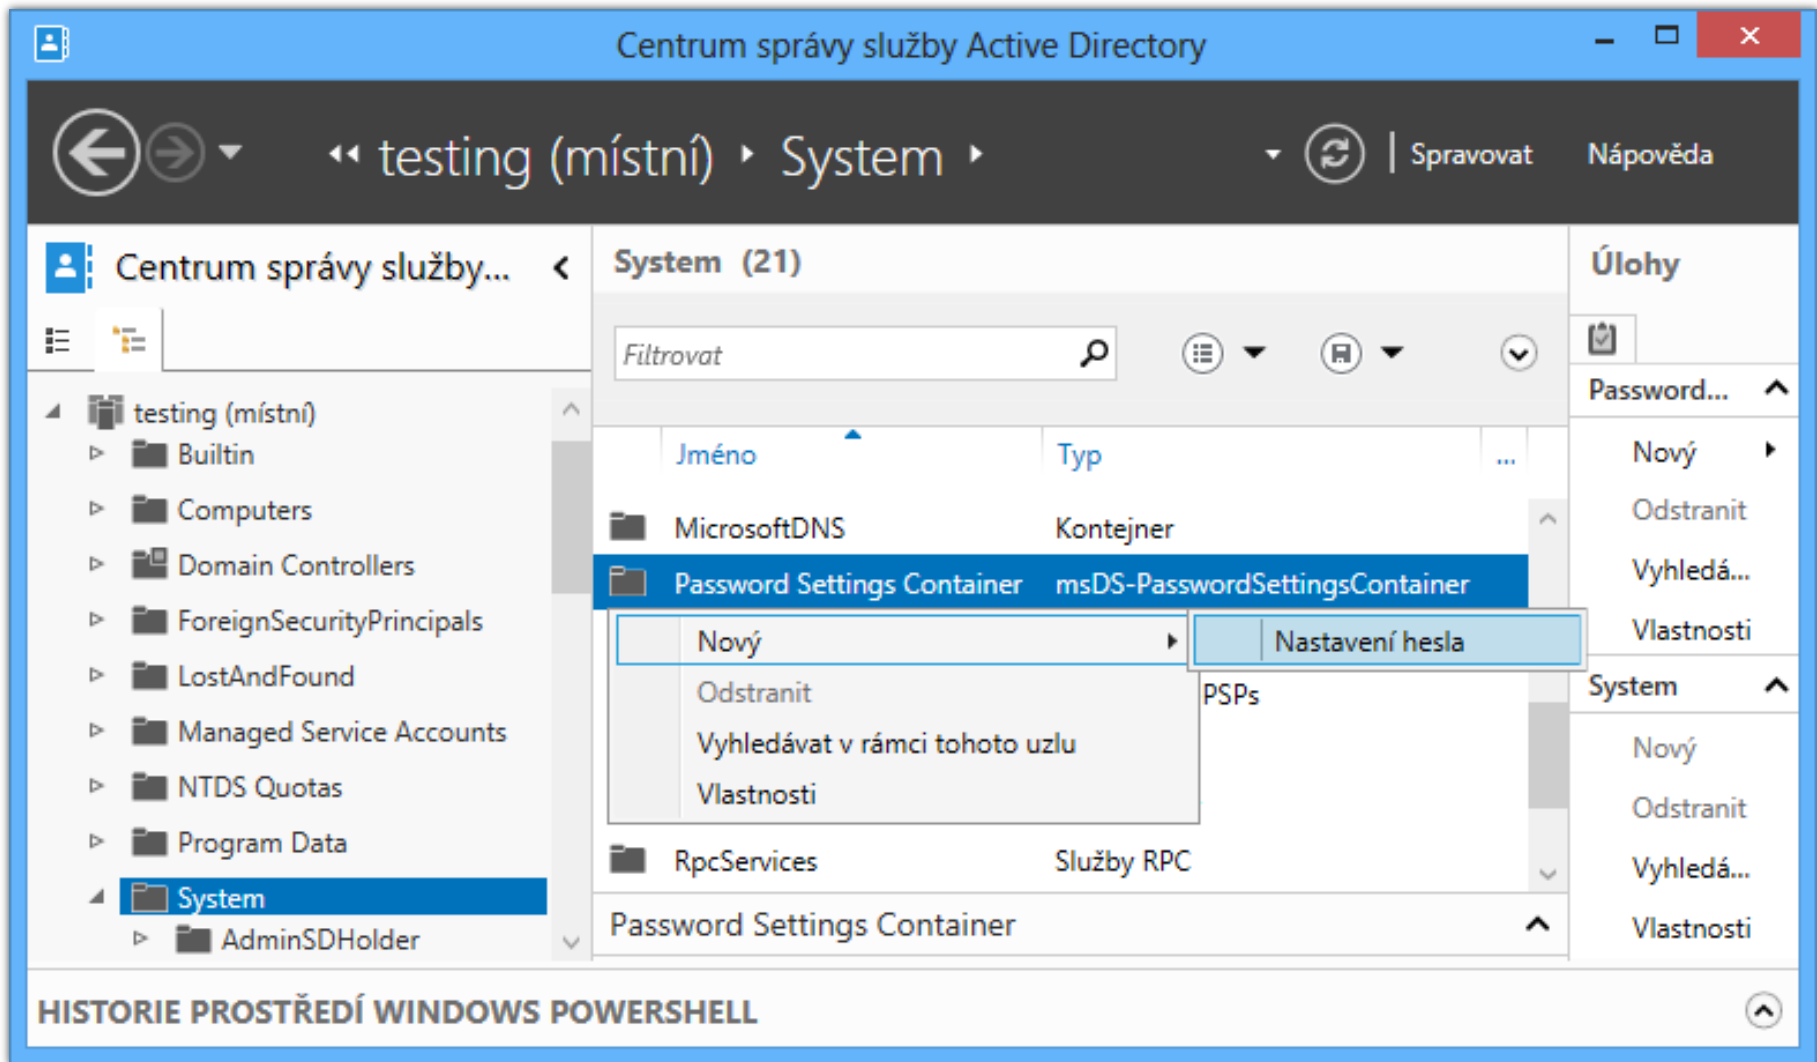 Centrum správy služby Active Directory
testing (místní) System
Spravovat Nápověda
Centrum správy služby...
System (21)
Úlohy
Filtrovat
testing (místní)
Builtin
Computers
Domain Controllers
ForeignSecurityPrincipals
LostAndFound
Managed Service Accounts
NTDS Quotas
Program Data
System
AdminSDHolder
Jméno Typ ...
MicrosoftDNS Kontejner
Password Settings Container msDS-PasswordSettingsContainer
Nový
Nastavení hesla
Odstranit
PSPs
Vyhledávat v rámci tohoto uzlu
Vlastnosti
RpcServices Služby RPC
Password Settings Container
Password...
Nový
Odstranit
Vyhledá...
Vlastnosti
System
Nový
Odstranit
Vyhledá...
Vlastnosti
HISTORIE PROSTŘEDÍ WINDOWS POWERSHELL